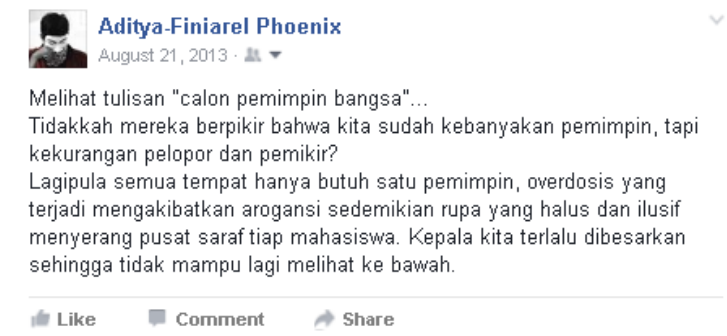 Aditya-Finiarel Phoenix
August 21, 2013 ·
Melihat tulisan "calon pemimpin bangsa"...
Tidakkah mereka berpikir bahwa kita sudah kebanyakan pemimpin, tapi
kekurangan pelopor dan pemikir?
Lagipula semua tempat hanya butuh satu pemimpin, overdosis yang
terjadi mengakibatkan arogansi sedemikian rupa yang halus dan ilusif
menyerang pusat saraf tiap mahasiswa. Kepala kita terlalu dibesarkan
sehingga tidak mampu lagi melihat ke bawah.
Like Comment Share